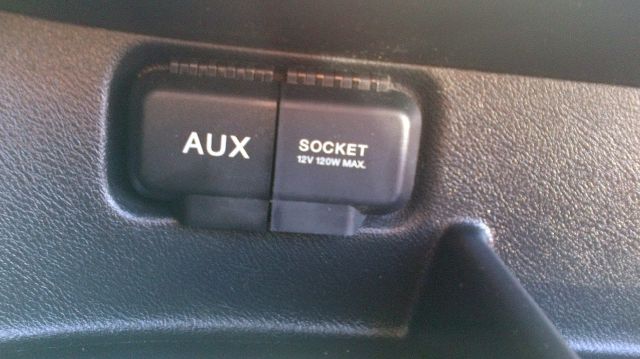 AUX
SOCKET
12V 120W MAX.